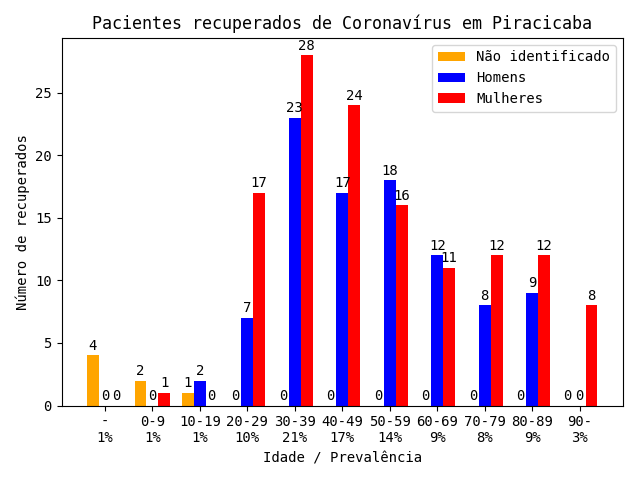 Pacientes recuperados de Coronavírus em Piracicaba
Não identificado
Homens
Mulheres
Número de recuperados
25
20
15
10
5
0
4 0 0
2 0 1
1 2 0
0 7 17
0 23 28
0 17 24
0 18 16
0 12 11
0 8 12
0 9 12
0 0 8
- 0-9 10-19 20-29 30-39 40-49 50-59 60-69 70-79 80-89 90-
1% 1% 1% 10% 21% 17% 14% 9% 8% 9% 3%
Idade / Prevalência